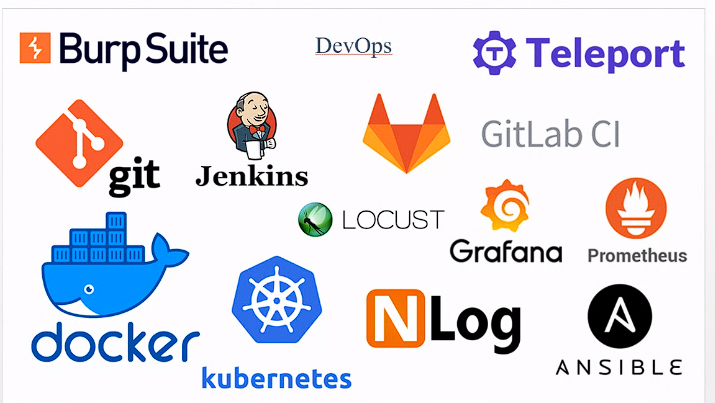 Burp Suite
DevOps
Teleport
git
Jenkins
GitLab CI
LOCUST
Grafana
Prometheus
docker
kubernetes
NLog
ANSIBLE